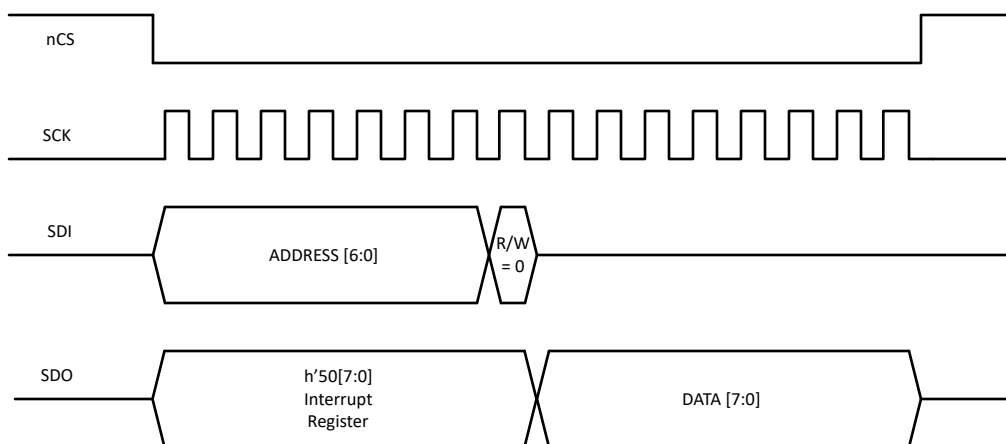 nCS
SCK
SDI
ADDRESS [6:0]
R/W
= 0
SDO
h'50[7:0]
Interrupt
Register
DATA [7:0]